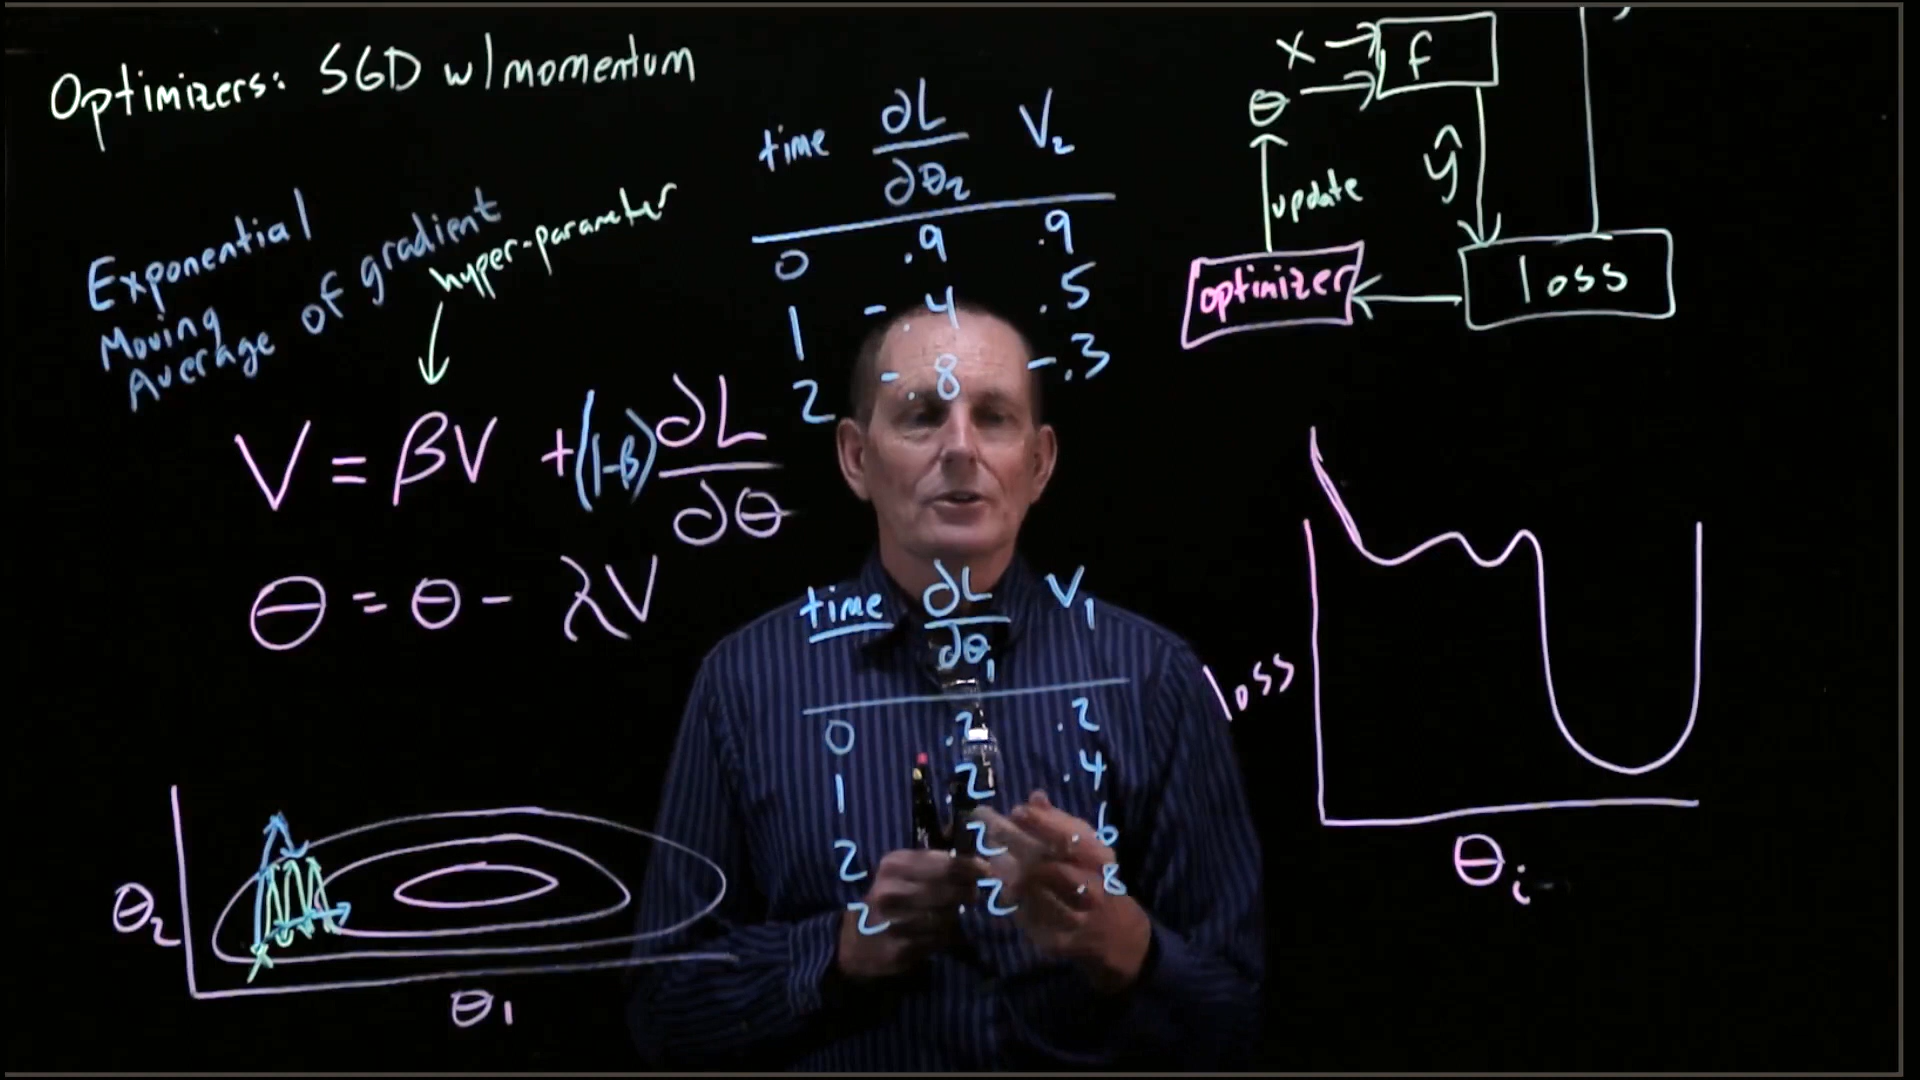 Optimizers: SGD w/momentum
Exponential
Moving
Average of gradient
hyper-parameter
V = βV + (1-β) ∂L
∂θ
θ = θ - λV
θ2
θ1
time ∂L V2
∂θ2
0 .9 .9
1 -.4 .5
2 -.8 -.3
time ∂L V1
∂θ1
0 .2 .2
1 .2 .4
2 .2 .6
2 .2 .8
x f
θ
ŷ
update
optimizer loss
loss
θi